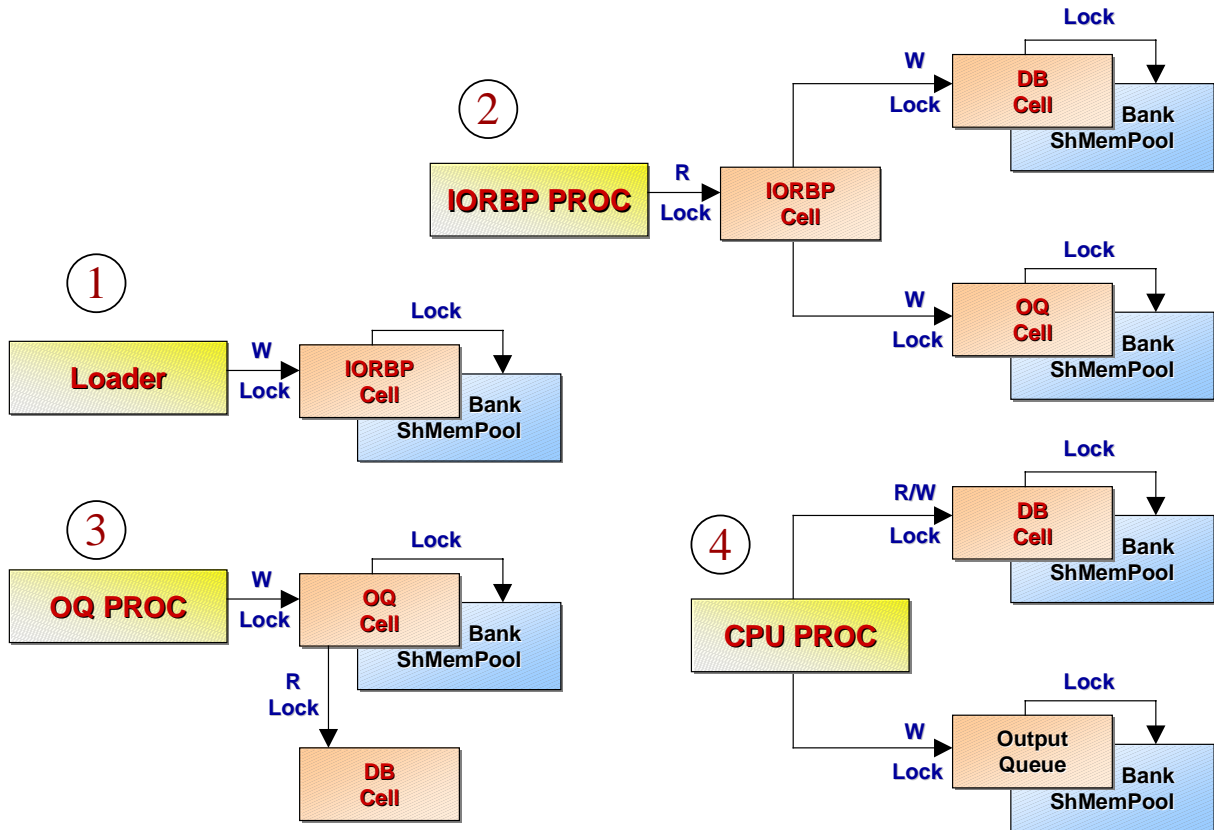 Lock
W
Lock
DB
Cell
Bank
ShMemPool
2
IORBP PROC
R
Lock
IORBP
Cell
Lock
W
Lock
OQ
Cell
Bank
ShMemPool
1
Loader
W
Lock
Lock
IORBP
Cell
Bank
ShMemPool
3
OQ PROC
W
Lock
Lock
OQ
Cell
Bank
ShMemPool
R
Lock
DB
Cell
4
CPU PROC
Lock
R/W
Lock
DB
Cell
Bank
ShMemPool
Lock
W
Lock
Output
Queue
Bank
ShMemPool